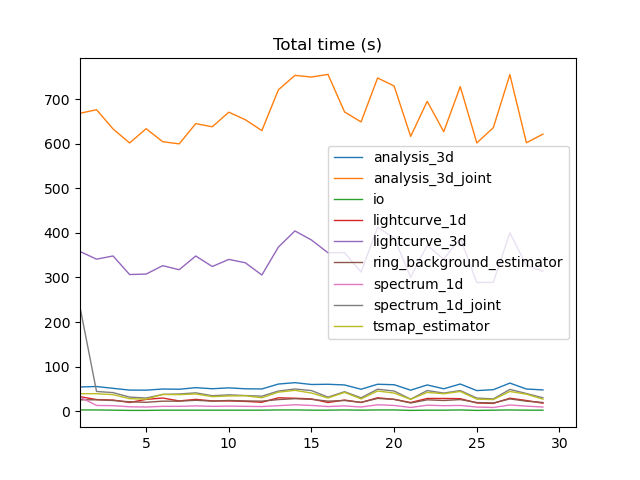 Total time (s)
700
600
500
400
300
200
100
0
5
10
15
20
25
30
analysis_3d
analysis_3d_joint
io
lightcurve_1d
lightcurve_3d
ring_background_estimator
spectrum_1d
spectrum_1d_joint
tsmap_estimator